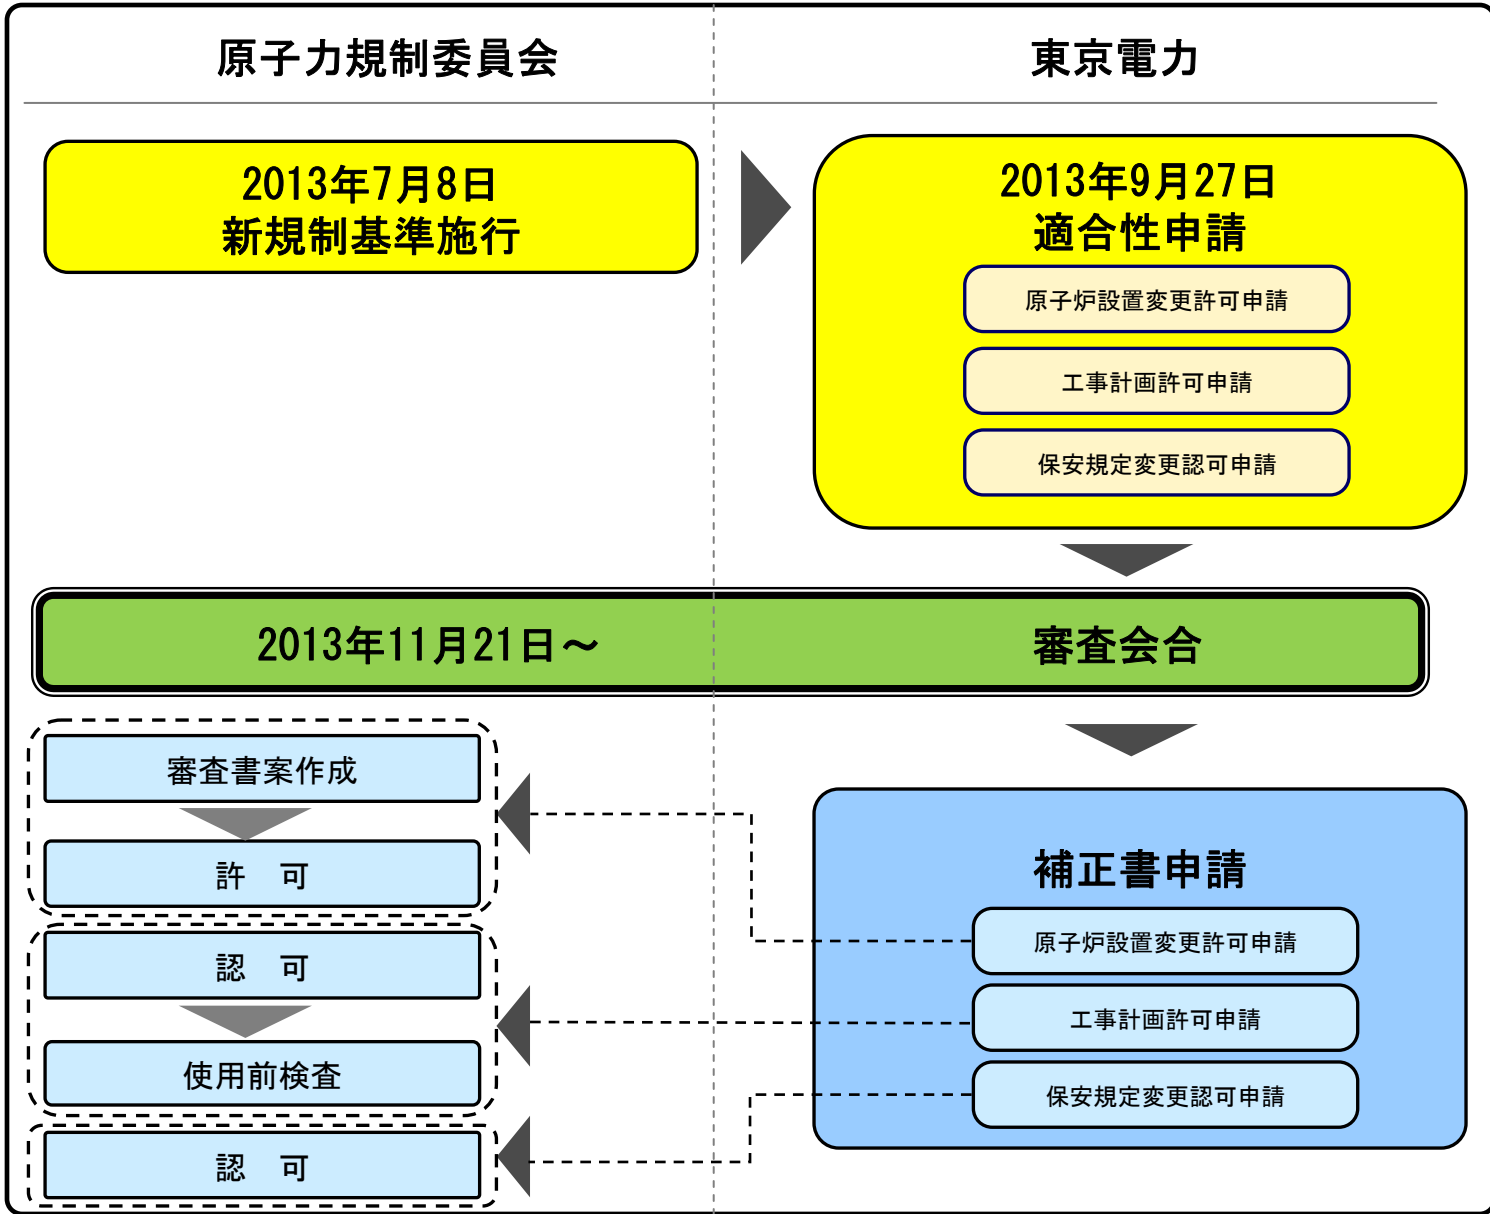 原子力規制委員会
東京電力
2013年7月8日
新規制基準施行
2013年9月27日
適合性申請
原子炉設置変更許可申請
工事計画許可申請
保安規定変更認可申請
2013年11月21日～
審査会合
審査書案作成
許　可
認　可
使用前検査
認　可
補正書申請
原子炉設置変更許可申請
工事計画許可申請
保安規定変更認可申請